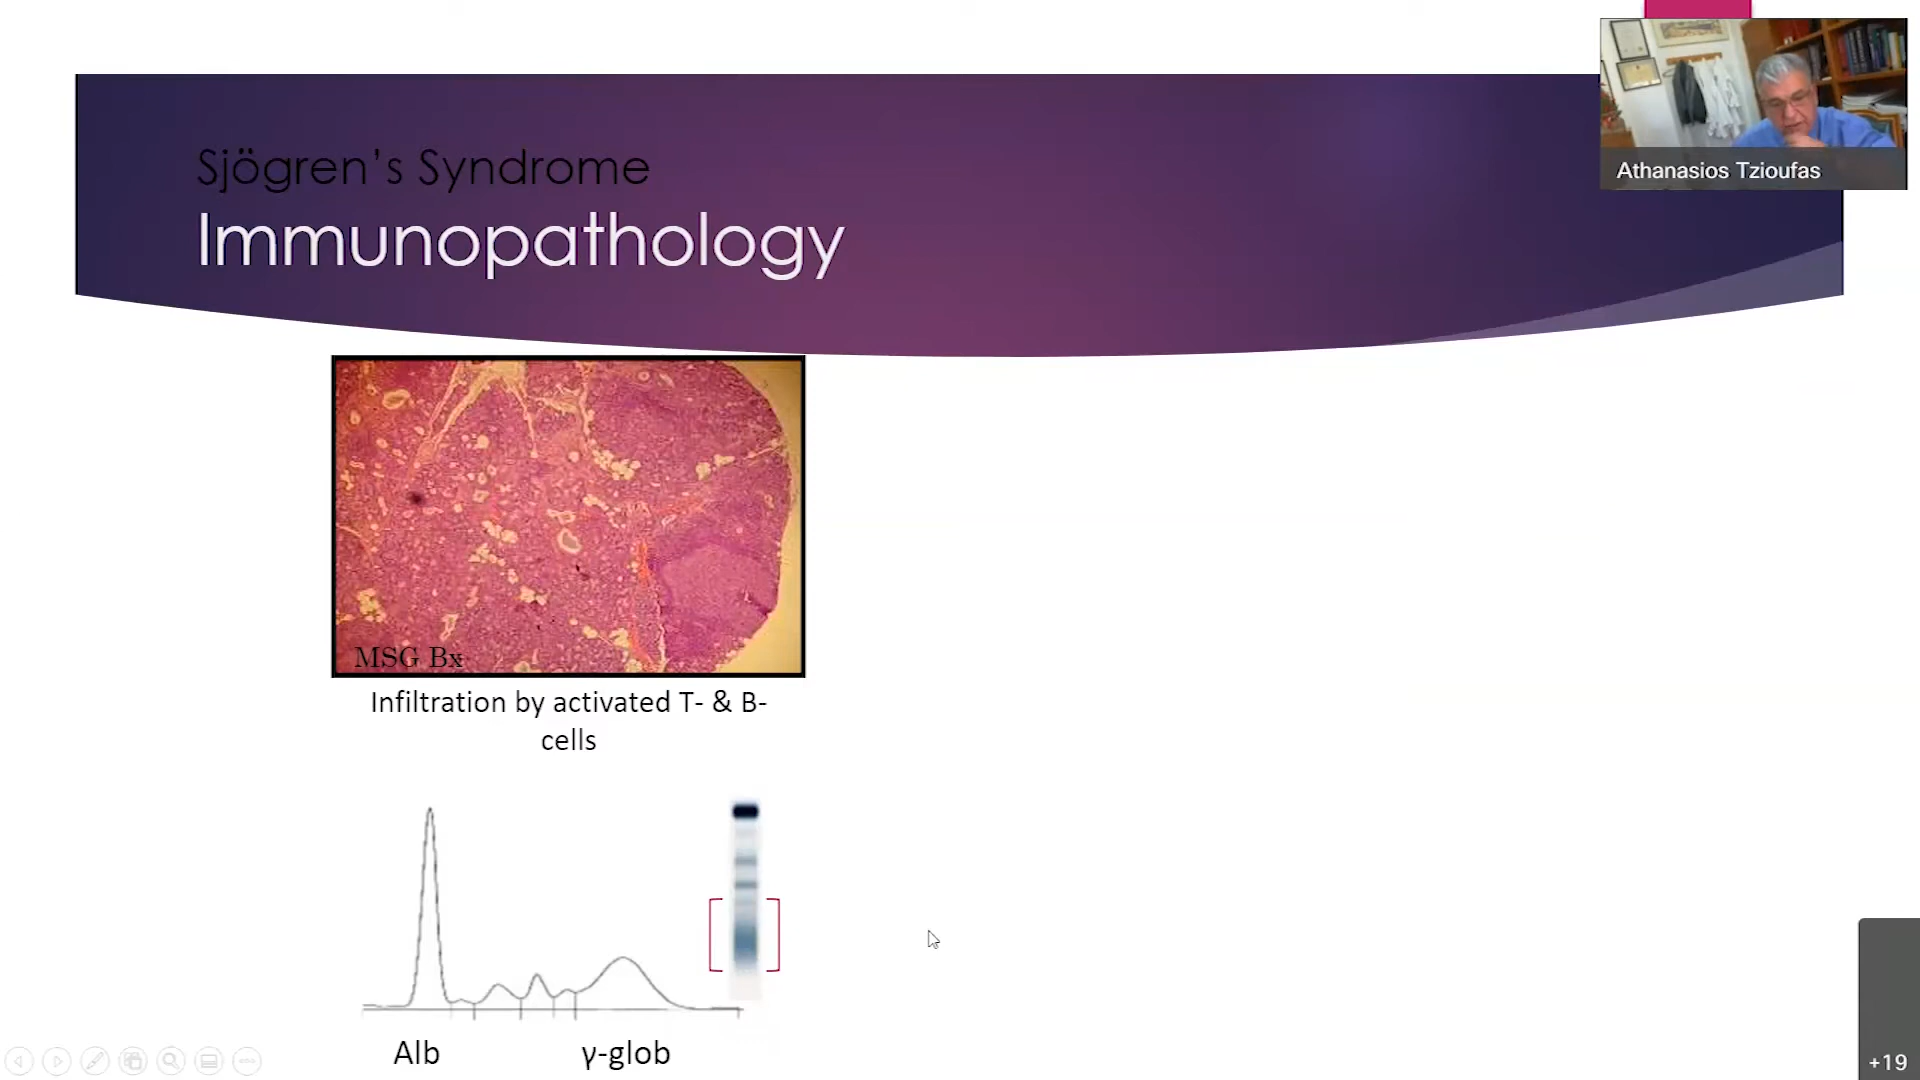 Sjögren’s Syndrome
Immunopathology
Athanasios Tzioufas
MSG Bx
Infiltration by activated T- & B-
cells
Alb
γ-glob
+19